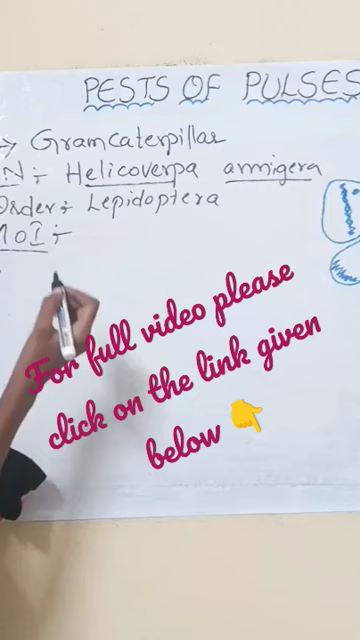 PESTS OF PULSES
→ Gramcaterpillar
N :- Helicoverpa armigera
Order :- Lepidoptera
MOI :-
For full video please
click on the link given
below 👇